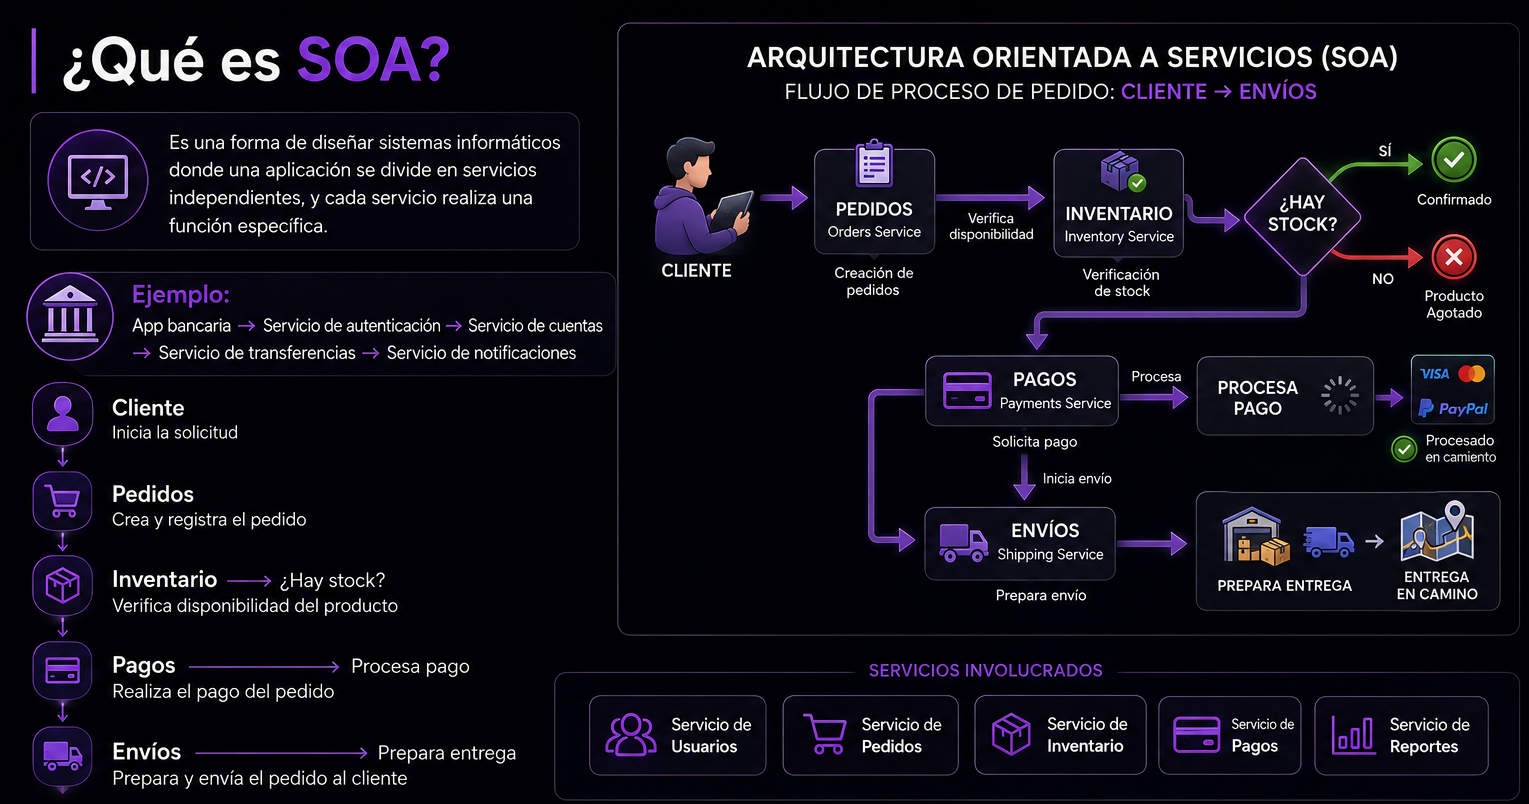 ¿Qué es SOA?
Es una forma de diseñar sistemas informáticos
donde una aplicación se divide en servicios
independientes, y cada servicio realiza una
función específica.
</>
Ejemplo:
App bancaria → Servicio de autenticación → Servicio de cuentas
→ Servicio de transferencias → Servicio de notificaciones
Cliente
Inicia la solicitud
Pedidos
Crea y registra el pedido
Inventario → ¿Hay stock?
Verifica disponibilidad del producto
Pagos → Procesa pago
Realiza el pago del pedido
Envíos → Prepara entrega
Prepara y envía el pedido al cliente
ARQUITECTURA ORIENTADA A SERVICIOS (SOA)
FLUJO DE PROCESO DE PEDIDO: CLIENTE → ENVÍOS
CLIENTE
PEDIDOS
Orders Service
Creación de
pedidos
Verifica
disponibilidad
INVENTARIO
Inventory Service
Verificación
de stock
¿HAY
STOCK?
SÍ
Confirmado
NO
Producto
Agotado
PAGOS
Payments Service
Solicita pago
Procesa
PROCESA
PAGO
VISA
PayPal
Procesado
en camiento
Inicia envío
ENVÍOS
Shipping Service
Prepara envío
PREPARA ENTREGA
ENTREGA
EN CAMINO
SERVICIOS INVOLUCRADOS
Servicio de
Usuarios
Servicio de
Pedidos
Servicio de
Inventario
Servicio de
Pagos
Servicio de
Reportes